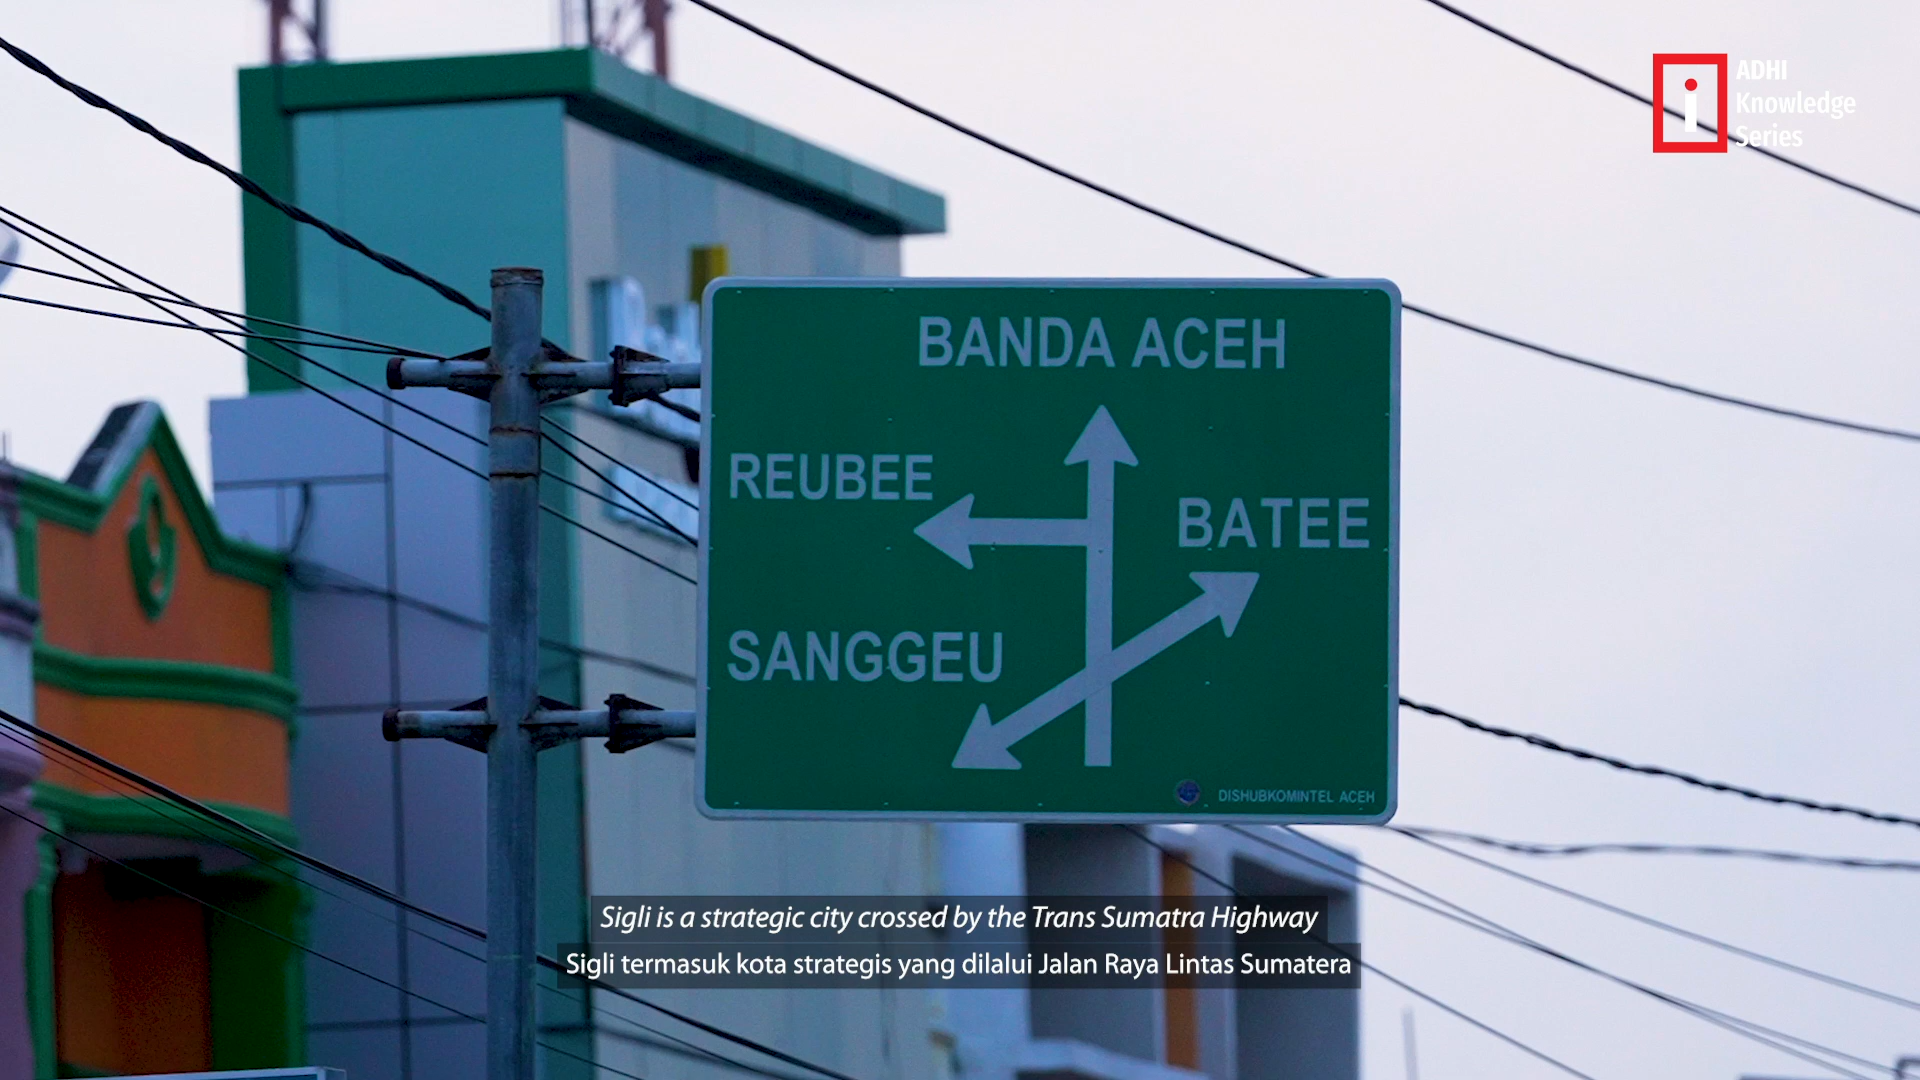 ADHI
Knowledge
Series
BANDA ACEH
REUBEE
BATEE
SANGGEU
DISHUBKOMINTEL ACEH
Sigli is a strategic city crossed by the Trans Sumatra Highway
Sigli termasuk kota strategis yang dilalui Jalan Raya Lintas Sumatera